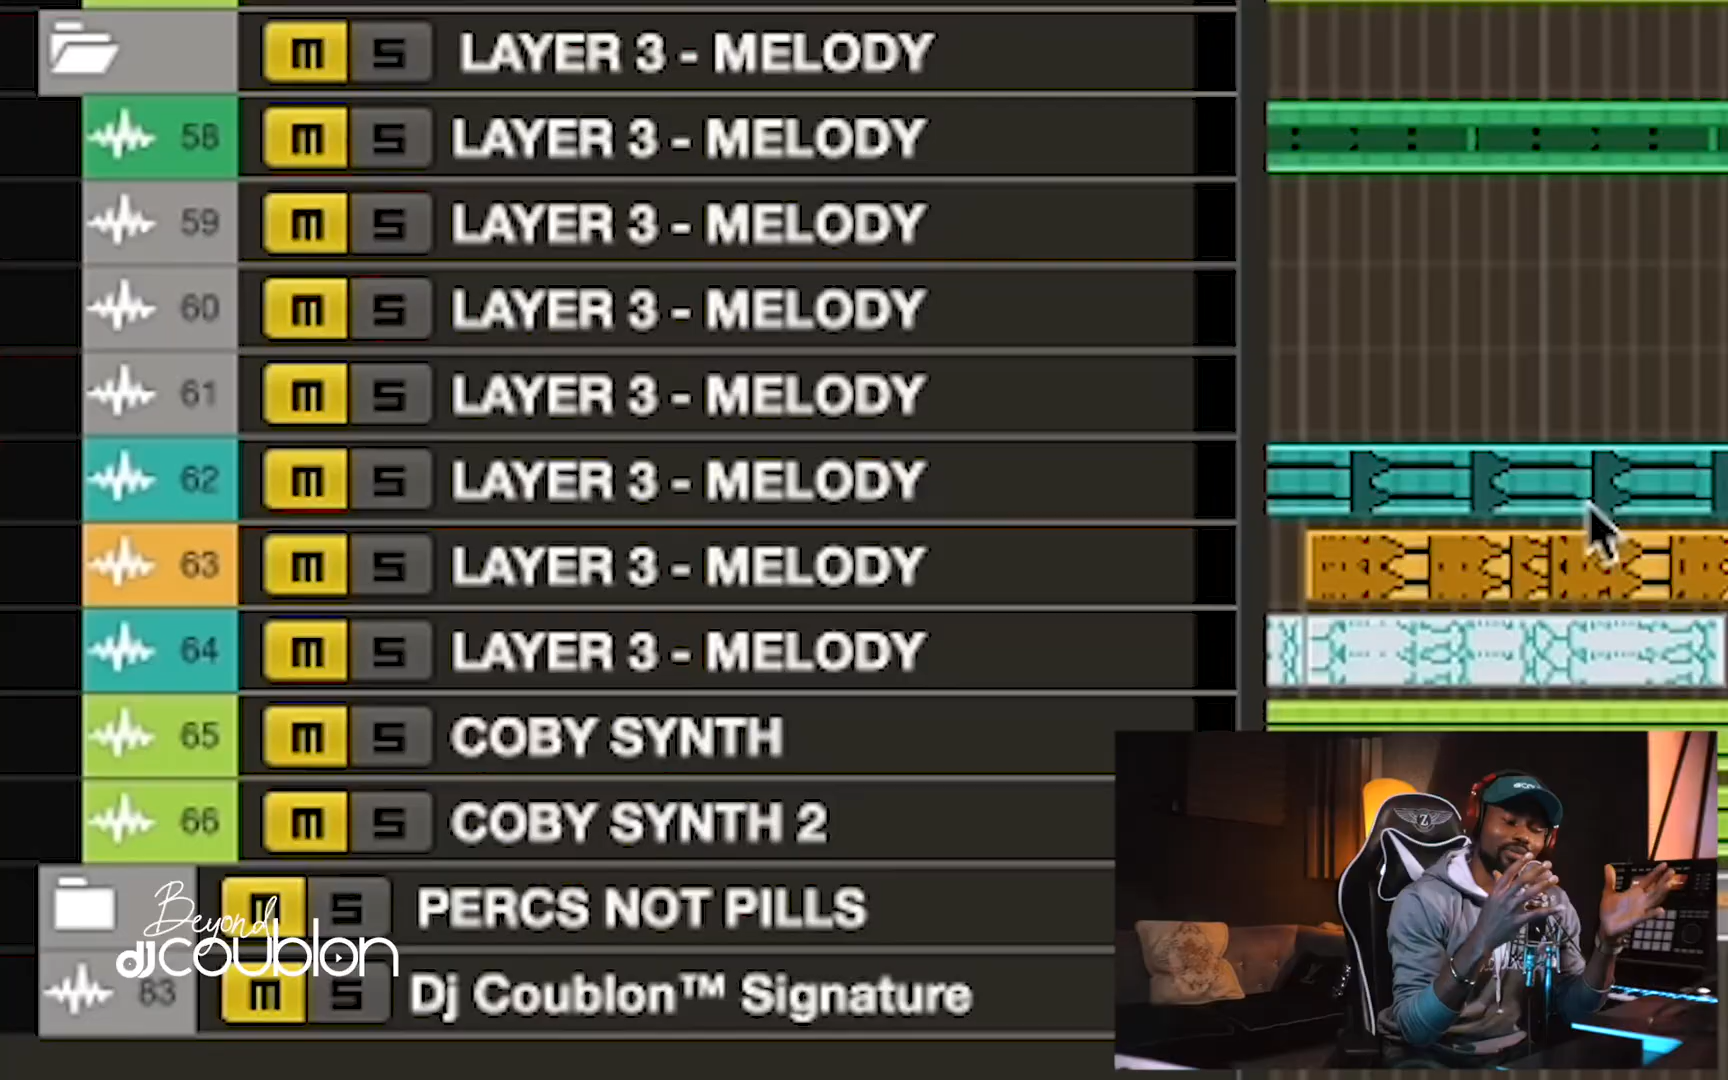 M S LAYER 3 - MELODY
58 M S LAYER 3 - MELODY
59 M S LAYER 3 - MELODY
60 M S LAYER 3 - MELODY
61 M S LAYER 3 - MELODY
62 M S LAYER 3 - MELODY
63 M S LAYER 3 - MELODY
64 M S LAYER 3 - MELODY
65 M S COBY SYNTH
66 M S COBY SYNTH 2
M S PERCS NOT PILLS
Beyond
djcoublon
83 M S Dj Coublon™ Signature
Z